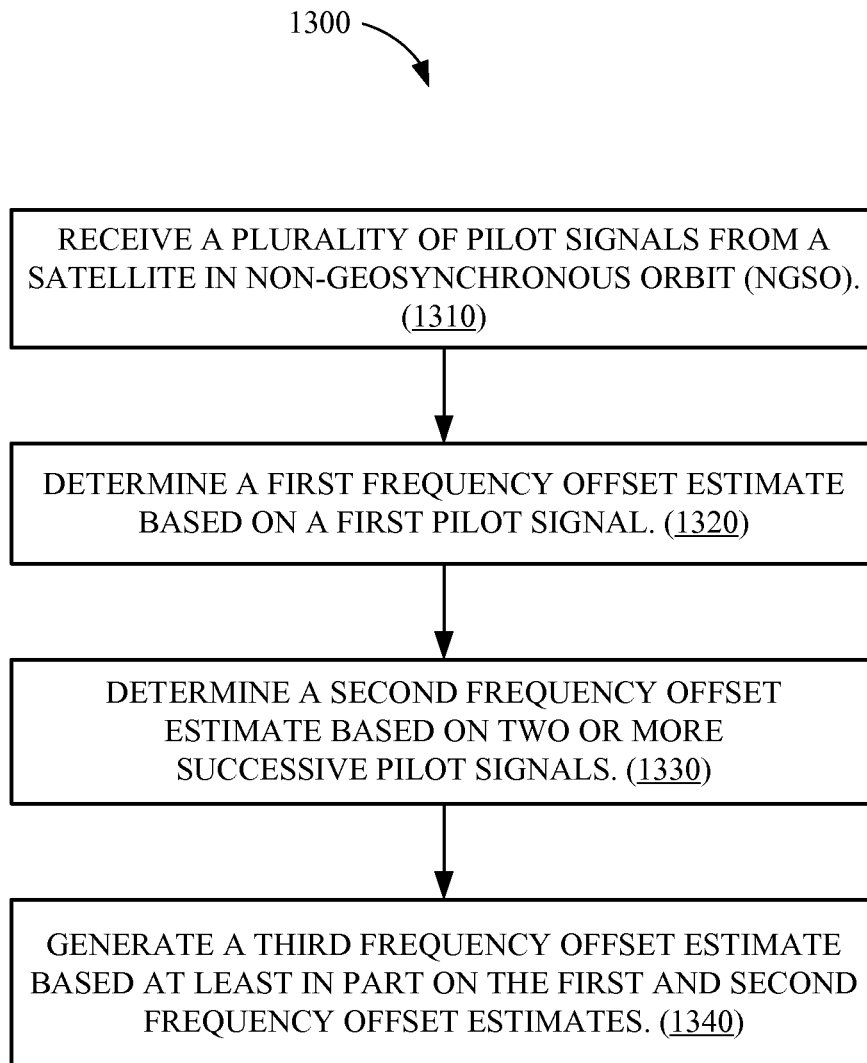 1300
RECEIVE A PLURALITY OF PILOT SIGNALS FROM A
SATELLITE IN NON-GEOSYNCHRONOUS ORBIT (NGSO).
(1310)
DETERMINE A FIRST FREQUENCY OFFSET ESTIMATE
BASED ON A FIRST PILOT SIGNAL. (1320)
DETERMINE A SECOND FREQUENCY OFFSET
ESTIMATE BASED ON TWO OR MORE
SUCCESSIVE PILOT SIGNALS. (1330)
GENERATE A THIRD FREQUENCY OFFSET ESTIMATE
BASED AT LEAST IN PART ON THE FIRST AND SECOND
FREQUENCY OFFSET ESTIMATES. (1340)